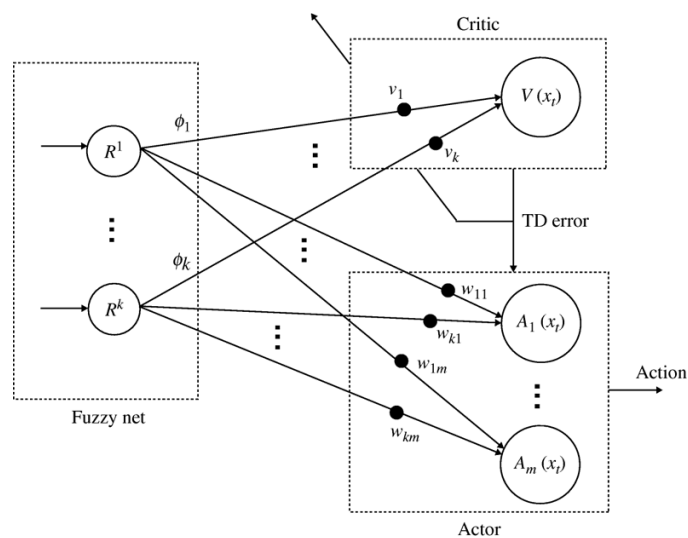 Critic
v₁
V (xₜ)
ϕ₁
R¹
vₖ
TD error
ϕₖ
w₁₁
Rᵏ
A₁ (xₜ)
wₖ₁
w₁ₘ
Action
Fuzzy net
wₖₘ
Aₘ (xₜ)
Actor